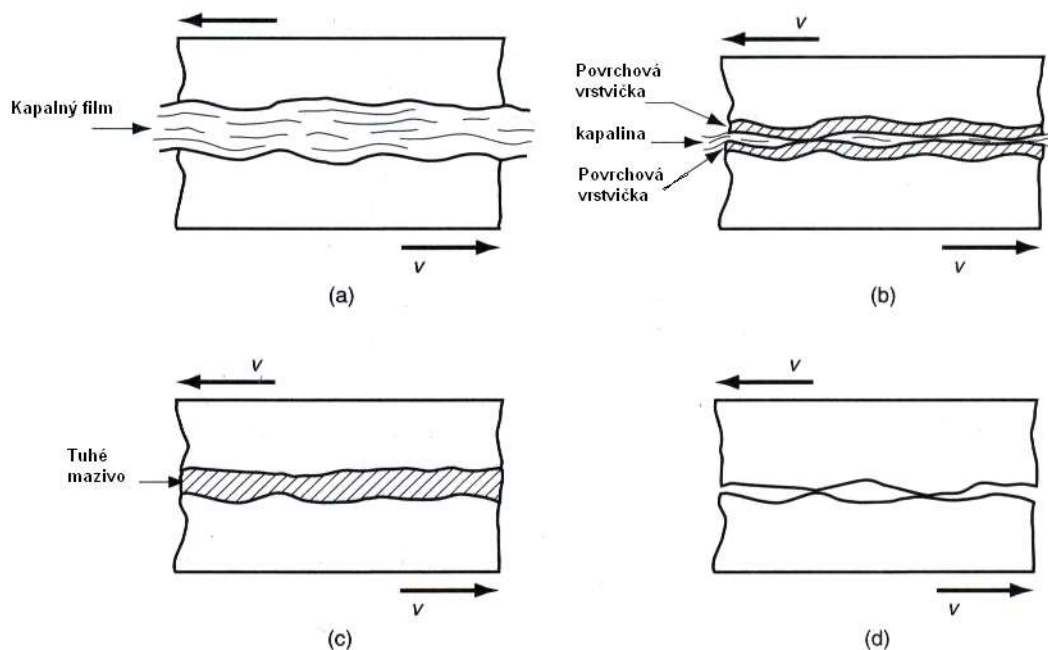 Kapalný film
v
(a)
v
Povrchová
vrstvička
kapalina
Povrchová
vrstvička
v
(b)
v
Tuhé
mazivo
v
(c)
v
v
(d)